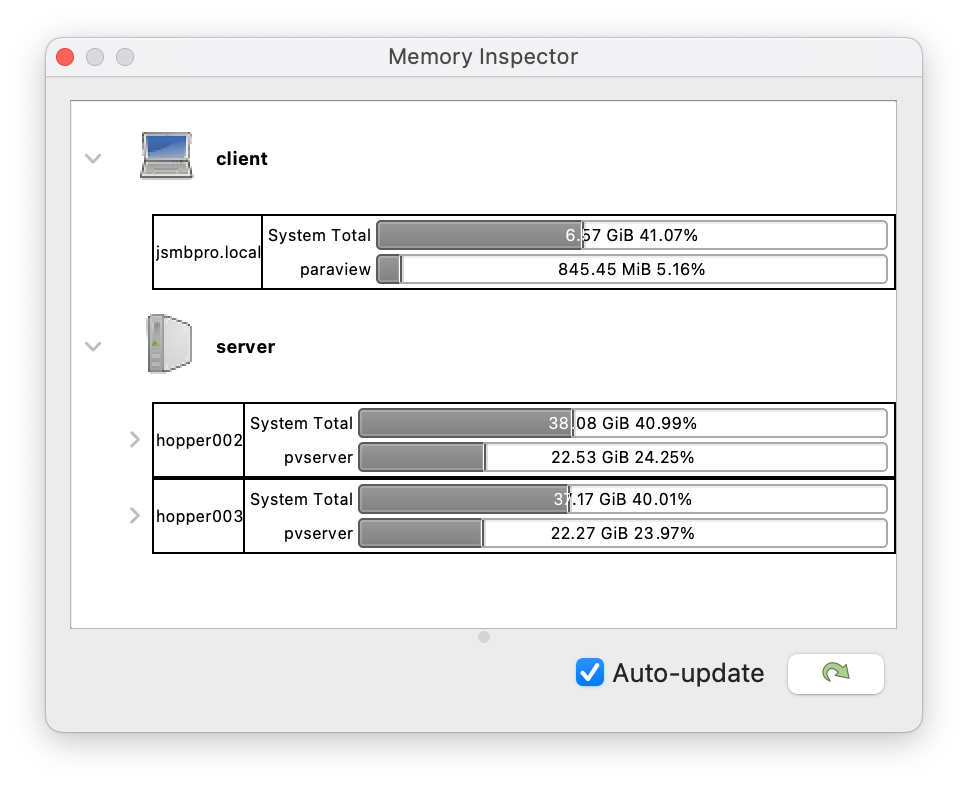 Memory Inspector
client
jsmbpro.local
System Total 6.57 GiB 41.07%
paraview 845.45 MiB 5.16%
server
hopper002
System Total 38.08 GiB 40.99%
pvserver 22.53 GiB 24.25%
hopper003
System Total 37.17 GiB 40.01%
pvserver 22.27 GiB 23.97%
Auto-update